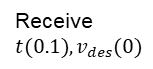 Receive
t(0.1), v_des(0)